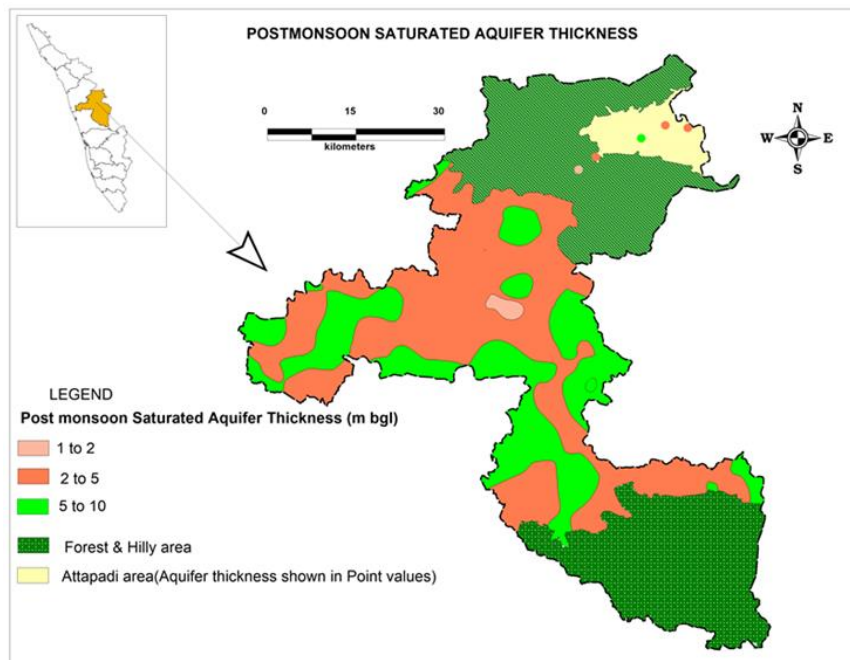 POSTMONSOON SATURATED AQUIFER THICKNESS
0 15 30
kilometers
N
W E
S
LEGEND
Post monsoon Saturated Aquifer Thickness (m bgl)
1 to 2
2 to 5
5 to 10
Forest & Hilly area
Attapadi area(Aquifer thickness shown in Point values)